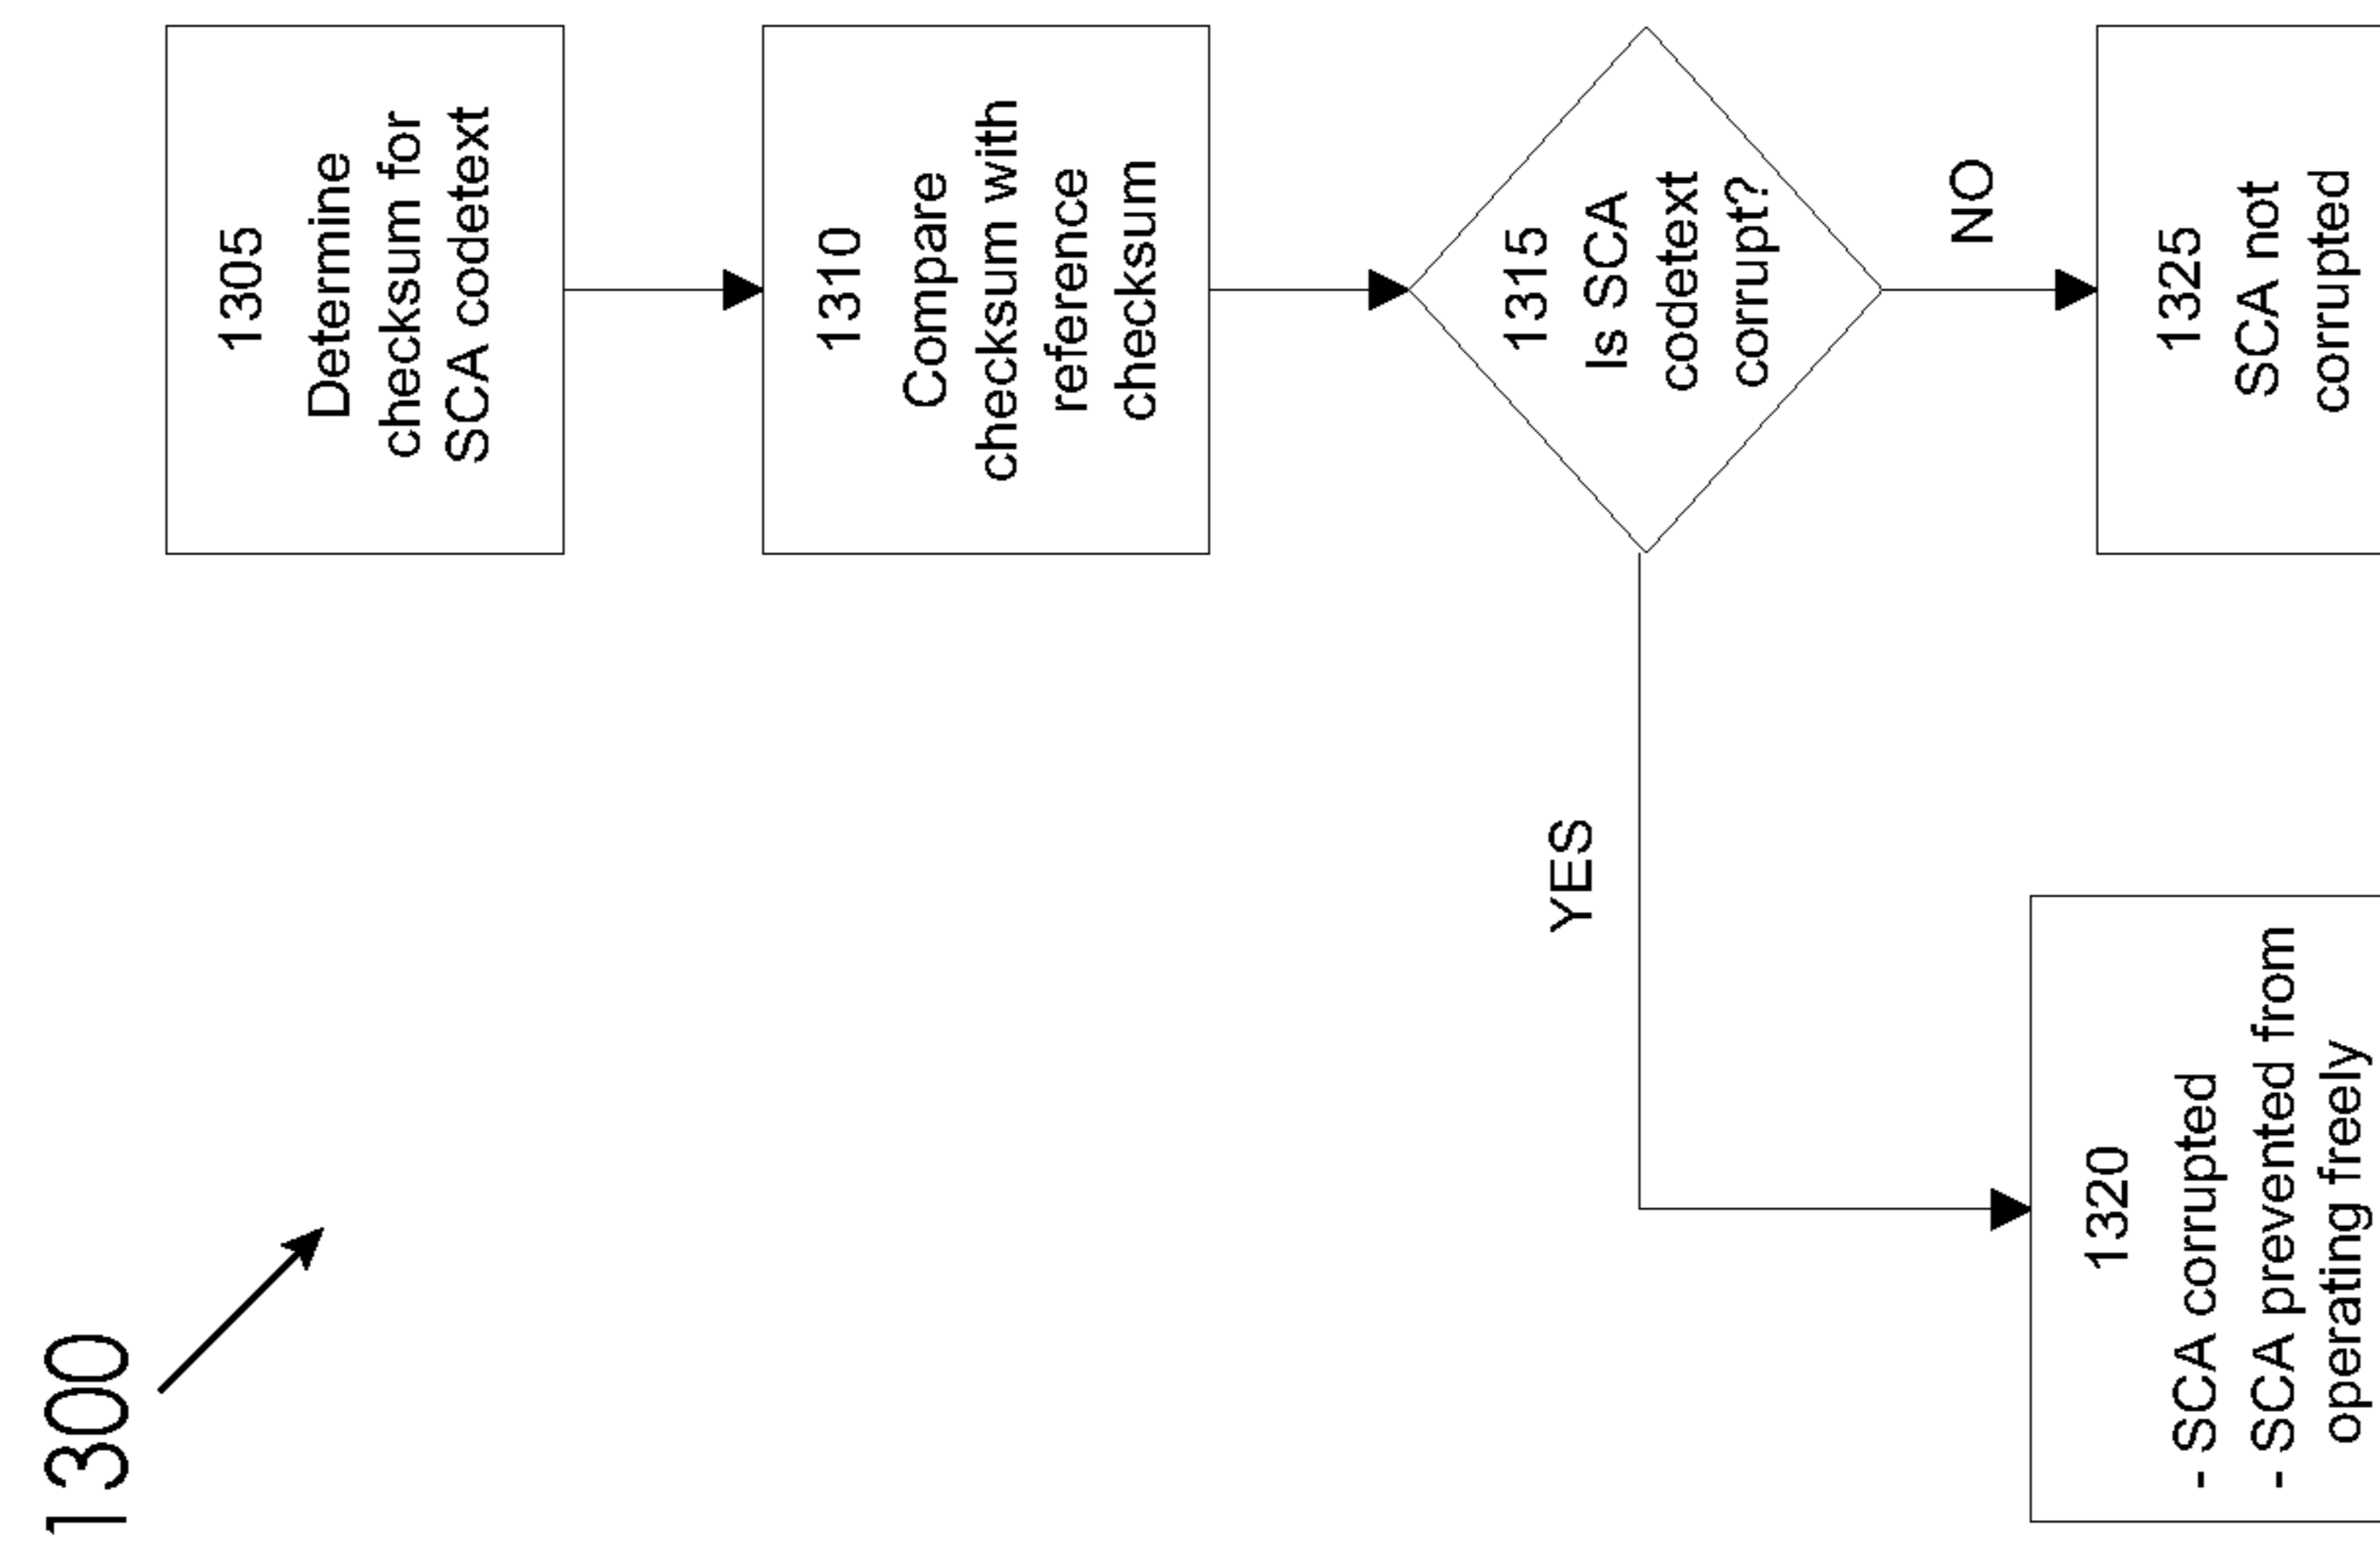 1300
1305
Determine
checksum for
SCA codetext
1310
Compare
checksum with
reference
checksum
1315
Is SCA
codetext
corrupt?
YES
NO
1320
- SCA corrupted
- SCA prevented from
operating freely
1325
SCA not
corrupted